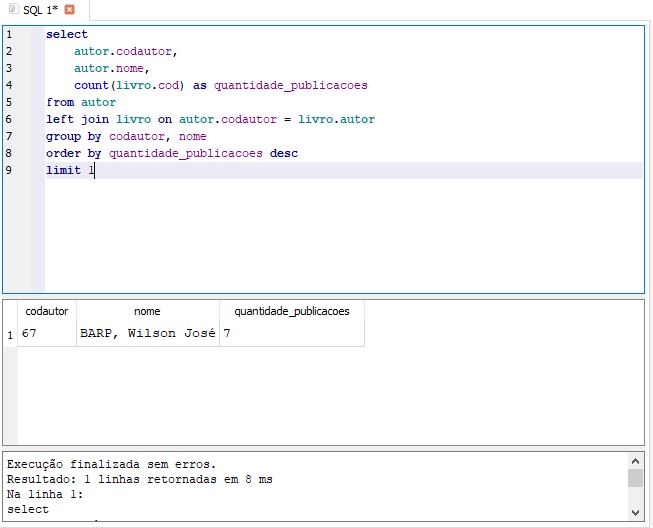 SQL 1*
1 select
2 autor.codautor,
3 autor.nome,
4 count(livro.cod) as quantidade_publicacoes
5 from autor
6 left join livro on autor.codautor = livro.autor
7 group by codautor, nome
8 order by quantidade_publicacoes desc
9 limit 1
codautor nome quantidade_publicacoes
1 67 BARP, Wilson José 7
Execução finalizada sem erros.
Resultado: 1 linhas retornadas em 8 ms
Na linha 1:
select